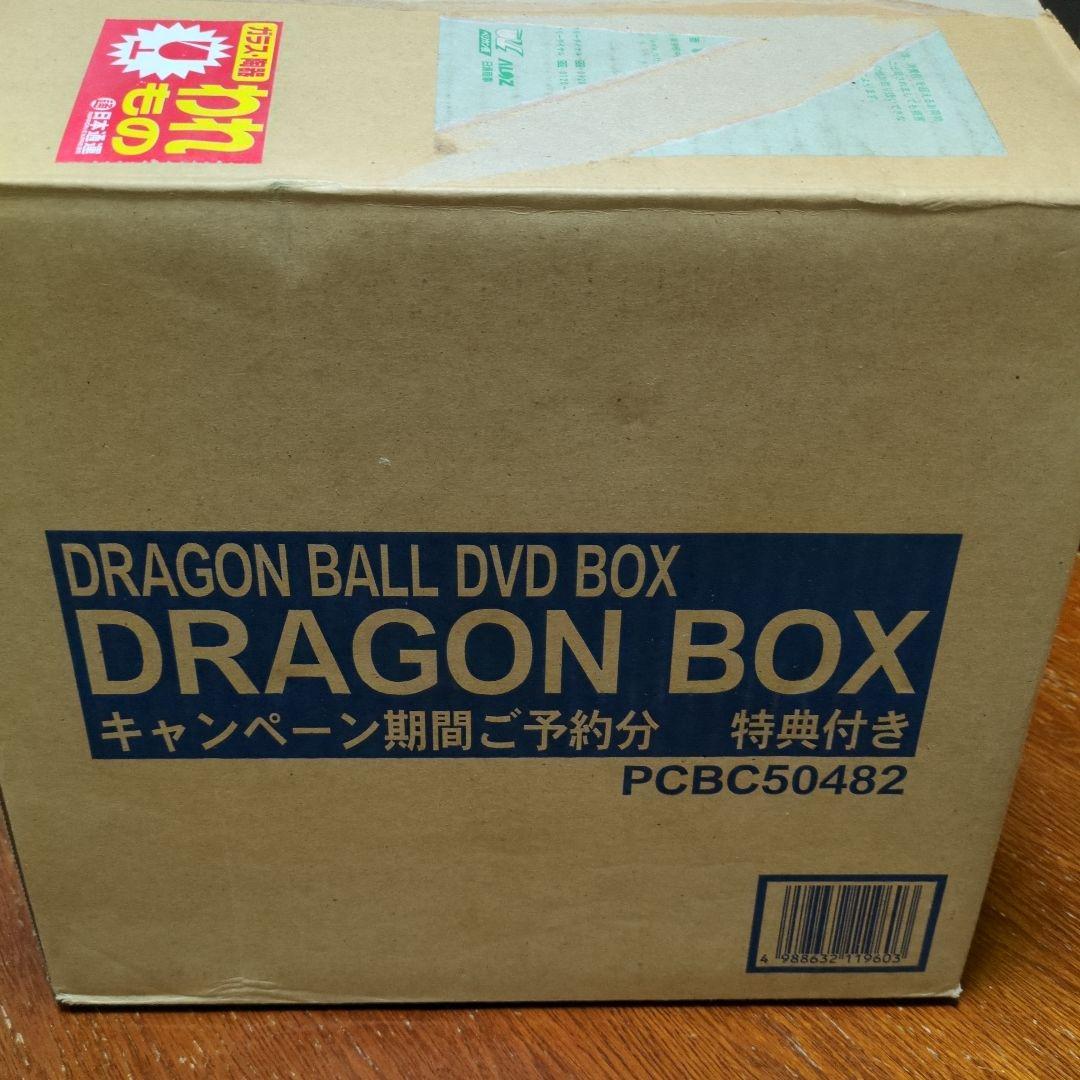 ガラス・陶器
われ
もの
日本通運
DRAGON BALL DVD BOX
DRAGON BOX
キャンペーン期間ご予約分 特典付き
PCBC50482
4 988632 119603